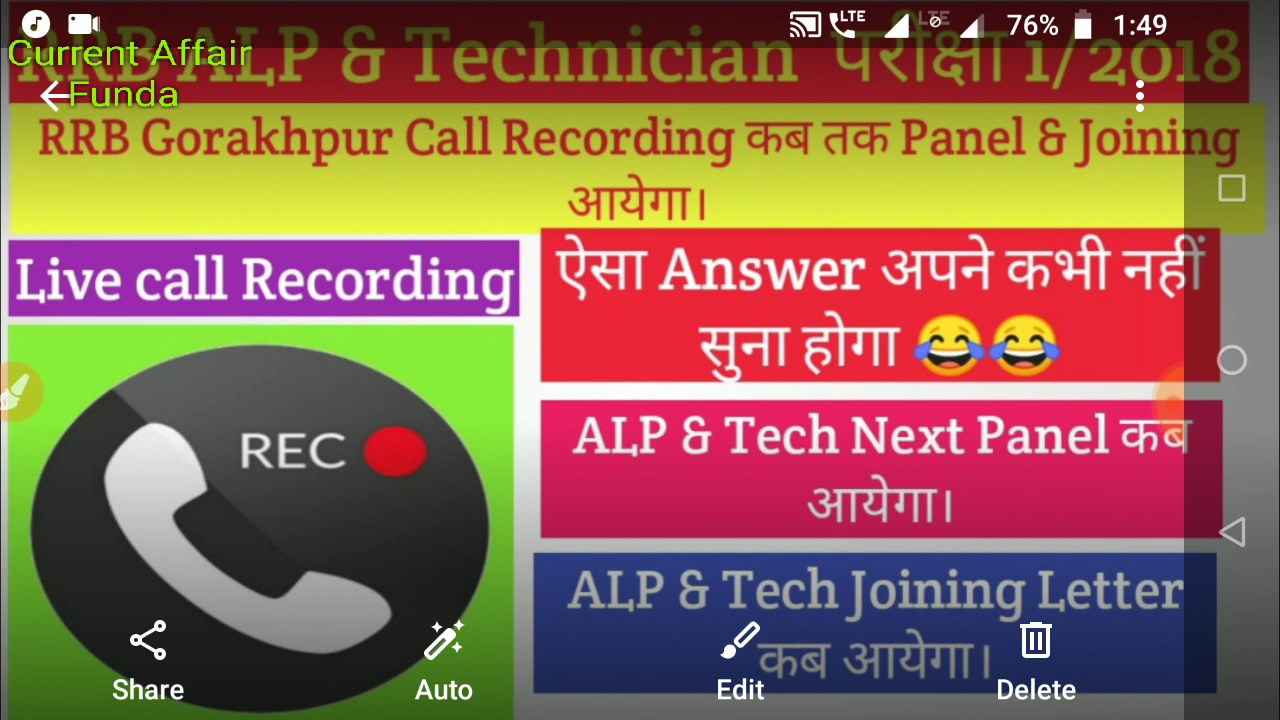 LTE LTE 76% 1:49
Current Affair
Funda
RRB ALP & Technician परीक्षा 1/2018
RRB Gorakhpur Call Recording कब तक Panel & Joining
आयेगा।
Live call Recording
ऐसा Answer अपने कभी नहीं
सुना होगा 😂😂
REC
ALP & Tech Next Panel कब
आयेगा।
ALP & Tech Joining Letter
कब आयेगा।
Share Auto Edit Delete